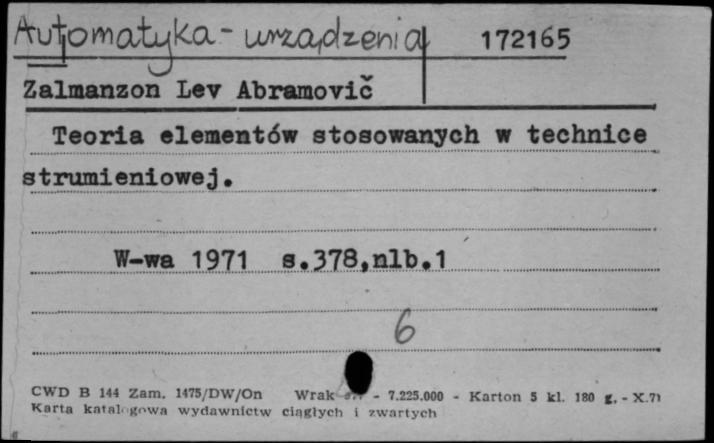 Automatyka - urządzenia 172165
Zalmanzon Lev Abramovič
Teoria elementów stosowanych w technice
strumieniowej.
W-wa 1971 s.378,nlb.1
6
CWD B 144 Zam. 1475/DW/On Wrak - 7.225.000 - Karton 5 kl. 180 g. - X.71
Karta katalogowa wydawnictw ciągłych i zwartych